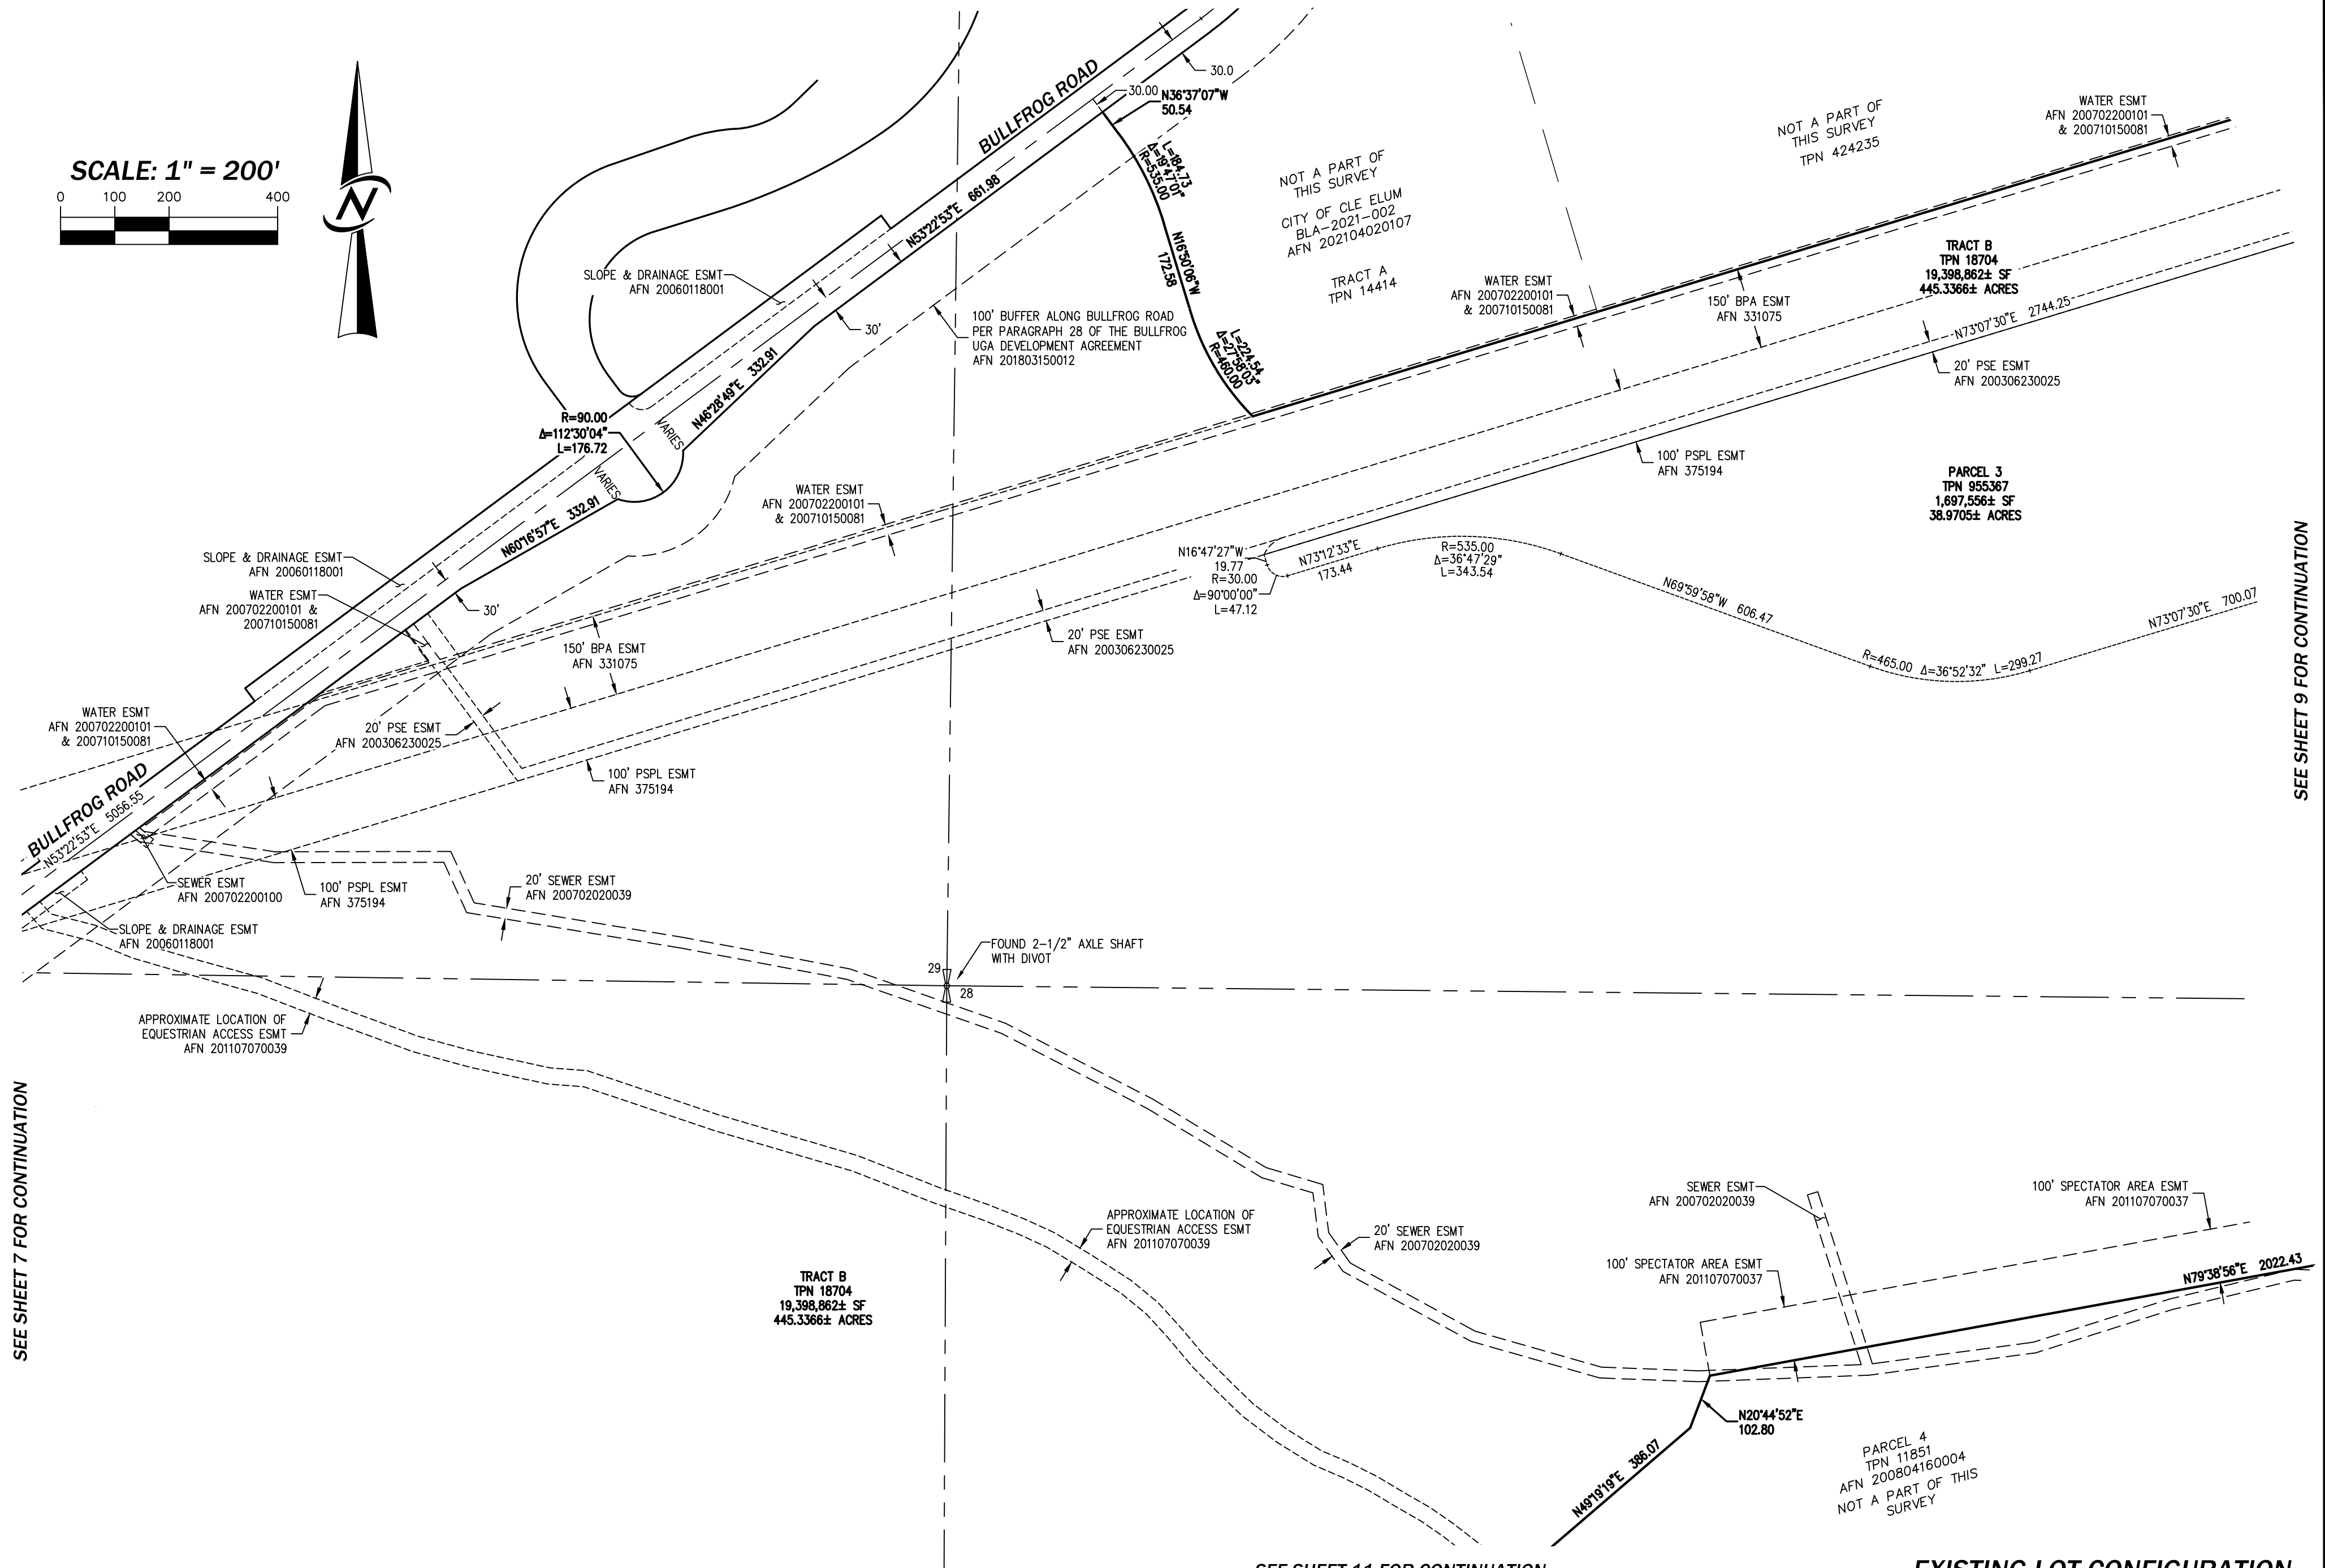 SCALE: 1" = 200'
0 100 200 400
N
BULLFROG ROAD
30.0
30.00
N36°37'07"W
50.54
L=184.73
Δ=19°47'01"
R=535.00
N16°50'06"W
172.58
L=224.54
Δ=27°58'03"
R=460.00
N53°22'53"E 661.98
SLOPE & DRAINAGE ESMT
AFN 20060118001
30'
100' BUFFER ALONG BULLFROG ROAD
PER PARAGRAPH 28 OF THE BULLFROG
UGA DEVELOPMENT AGREEMENT
AFN 201803150012
NOT A PART OF
THIS SURVEY
CITY OF CLE ELUM
BLA-2021-002
AFN 202104020107
TRACT A
TPN 14414
NOT A PART OF
THIS SURVEY
TPN 424235
WATER ESMT
AFN 200702200101
& 200710150081
WATER ESMT
AFN 200702200101
& 200710150081
150' BPA ESMT
AFN 331075
TRACT B
TPN 18704
19,398,862± SF
445.3366± ACRES
N73°07'30"E 2744.25
20' PSE ESMT
AFN 200306230025
100' PSPL ESMT
AFN 375194
PARCEL 3
TPN 955367
1,697,556± SF
38.9705± ACRES
N46°28'49"E 332.91
R=90.00
Δ=112°30'04"
L=176.72
VARIES
VARIES
N60°16'57"E 332.91
WATER ESMT
AFN 200702200101
& 200710150081
N16°47'27"W
19.77
R=30.00
Δ=90°00'00"
L=47.12
N73°12'33"E
173.44
R=535.00
Δ=36°47'29"
L=343.54
N69°59'58"W 606.47
R=465.00 Δ=36°52'32" L=299.27
N73°07'30"E 700.07
SEE SHEET 9 FOR CONTINUATION
SLOPE & DRAINAGE ESMT
AFN 20060118001
WATER ESMT
AFN 200702200101 &
200710150081
30'
150' BPA ESMT
AFN 331075
20' PSE ESMT
AFN 200306230025
WATER ESMT
AFN 200702200101
& 200710150081
20' PSE ESMT
AFN 200306230025
100' PSPL ESMT
AFN 375194
BULLFROG ROAD
N53°22'53"E 5056.55
SEWER ESMT
AFN 200702200100
100' PSPL ESMT
AFN 375194
20' SEWER ESMT
AFN 200702020039
SLOPE & DRAINAGE ESMT
AFN 20060118001
FOUND 2-1/2" AXLE SHAFT
WITH DIVOT
29
28
APPROXIMATE LOCATION OF
EQUESTRIAN ACCESS ESMT
AFN 201107070039
SEE SHEET 7 FOR CONTINUATION
APPROXIMATE LOCATION OF
EQUESTRIAN ACCESS ESMT
AFN 201107070039
20' SEWER ESMT
AFN 200702020039
SEWER ESMT
AFN 200702020039
100' SPECTATOR AREA ESMT
AFN 201107070037
100' SPECTATOR AREA ESMT
AFN 201107070037
TRACT B
TPN 18704
19,398,862± SF
445.3366± ACRES
N79°38'56"E 2022.43
N20°44'52"E
102.80
N49°19'19"E 386.07
PARCEL 4
TPN 11851
AFN 200804160004
NOT A PART OF THIS
SURVEY
SEE SHEET 11 FOR CONTINUATION
EXISTING LOT CONFIGURATION